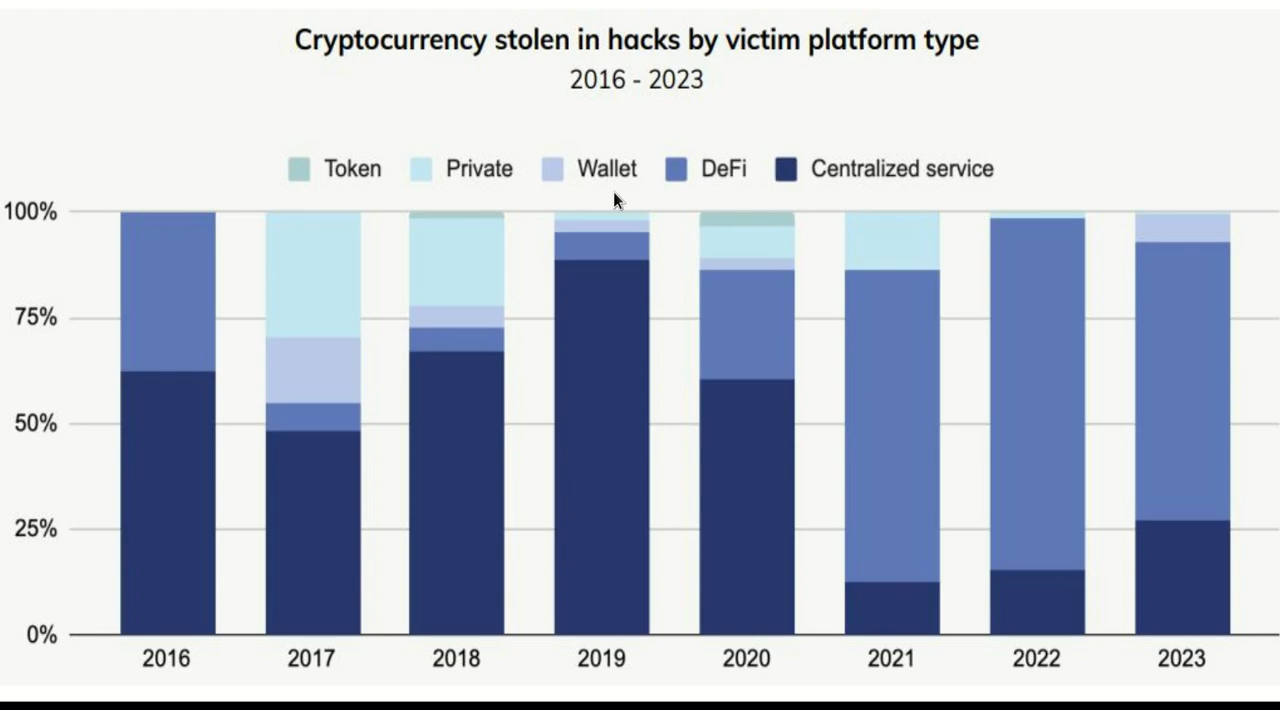 Cryptocurrency stolen in hacks by victim platform type
2016 - 2023
Token Private Wallet DeFi Centralized service
100%
75%
50%
25%
0%
2016 2017 2018 2019 2020 2021 2022 2023